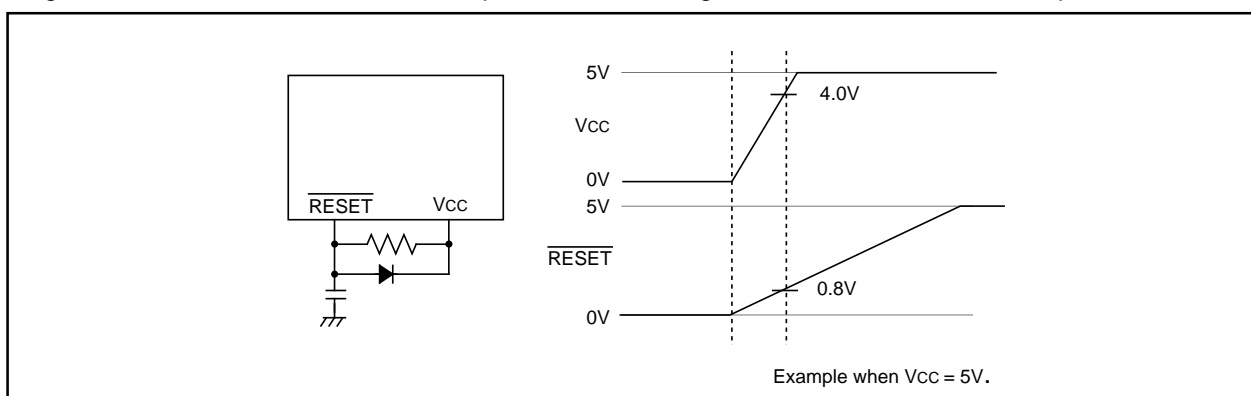 RESET VCC
5V
4.0V
VCC
0V
5V
RESET
0.8V
0V
Example when VCC = 5V.